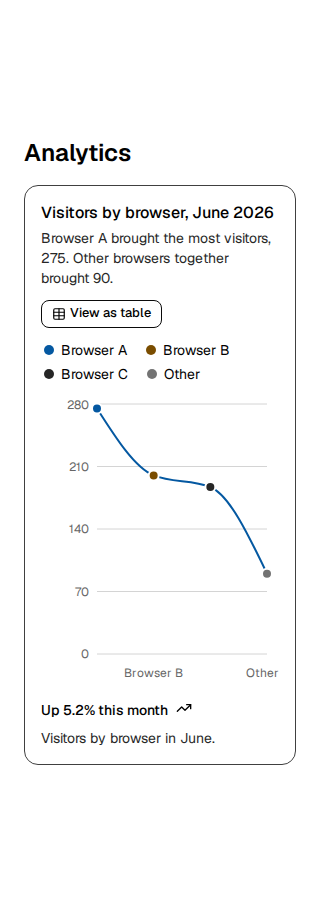 Analytics
Visitors by browser, June 2026
Browser A brought the most visitors,
275. Other browsers together
brought 90.
View as table
Browser A
Browser B
Browser C
Other
280
210
140
70
0
Browser B
Other
Up 5.2% this month
Visitors by browser in June.